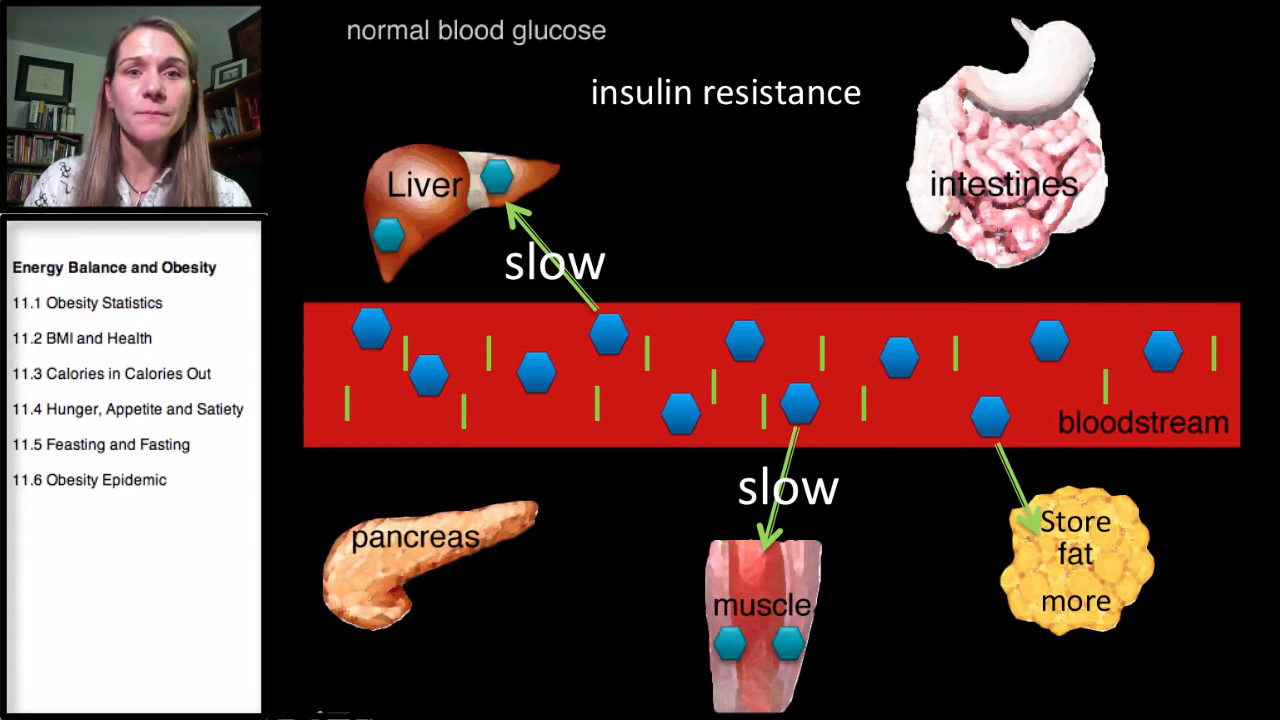 normal blood glucose
insulin resistance
Liver
intestines
slow
bloodstream
slow
pancreas
muscle
Store
fat
more
Energy Balance and Obesity
11.1 Obesity Statistics
11.2 BMI and Health
11.3 Calories in Calories Out
11.4 Hunger, Appetite and Satiety
11.5 Feasting and Fasting
11.6 Obesity Epidemic